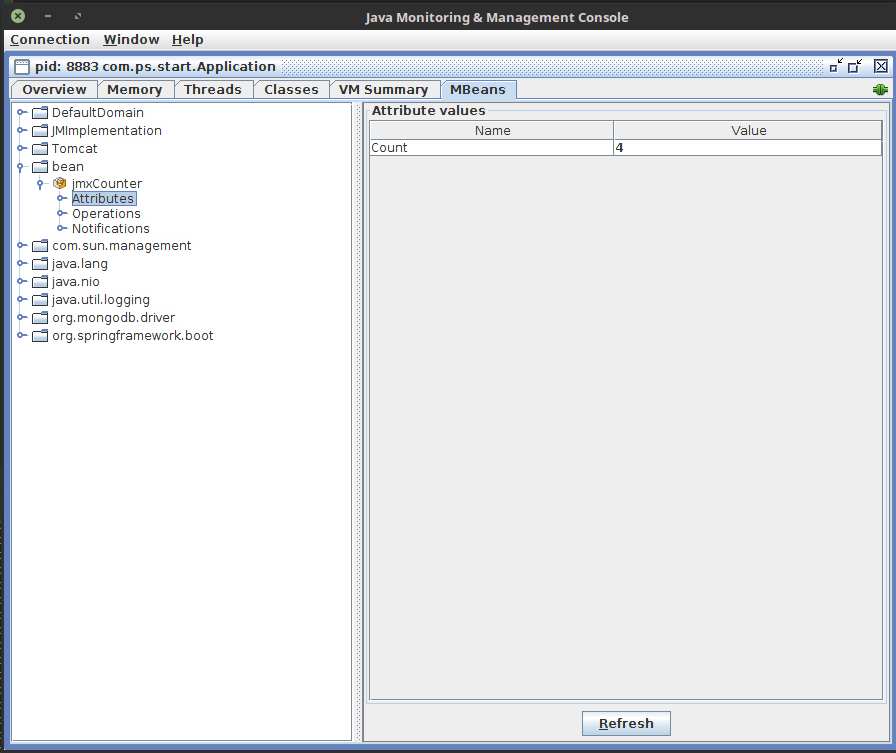 Java Monitoring & Management Console
Connection Window Help
pid: 8883 com.ps.start.Application
Overview Memory Threads Classes VM Summary MBeans
DefaultDomain
JMImplementation
Tomcat
bean
jmxCounter
Attributes
Operations
Notifications
com.sun.management
java.lang
java.nio
java.util.logging
org.mongodb.driver
org.springframework.boot
Attribute values
Name Value
Count 4
Refresh